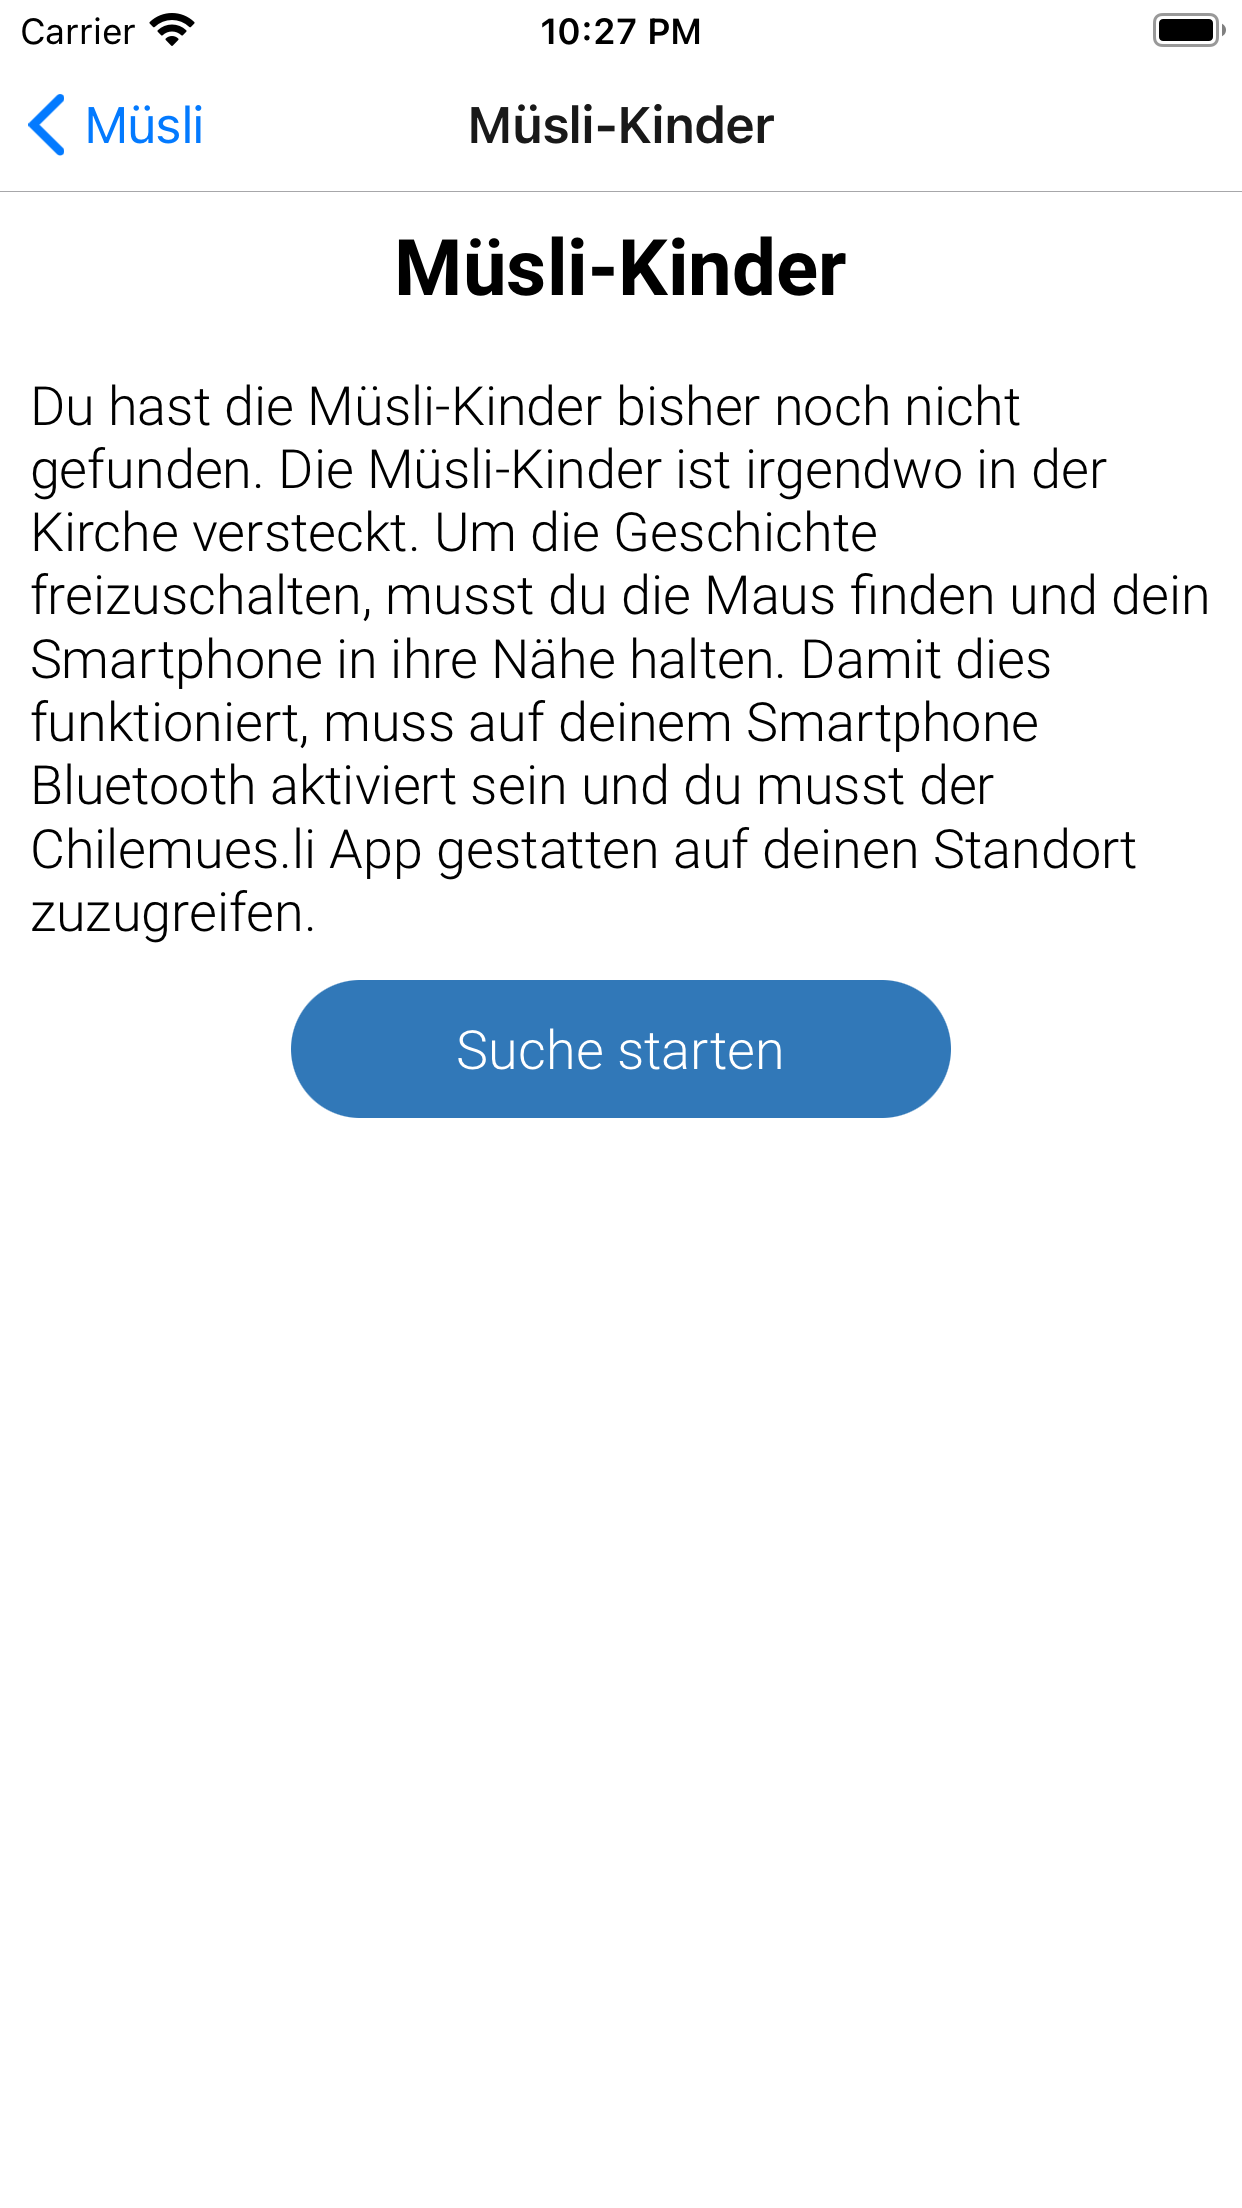 Carrier
10:27 PM
Müsli
Müsli-Kinder
Müsli-Kinder
Du hast die Müsli-Kinder bisher noch nicht
gefunden. Die Müsli-Kinder ist irgendwo in der
Kirche versteckt. Um die Geschichte
freizuschalten, musst du die Maus finden und dein
Smartphone in ihre Nähe halten. Damit dies
funktioniert, muss auf deinem Smartphone
Bluetooth aktiviert sein und du musst der
Chilemues.li App gestatten auf deinen Standort
zuzugreifen.
Suche starten